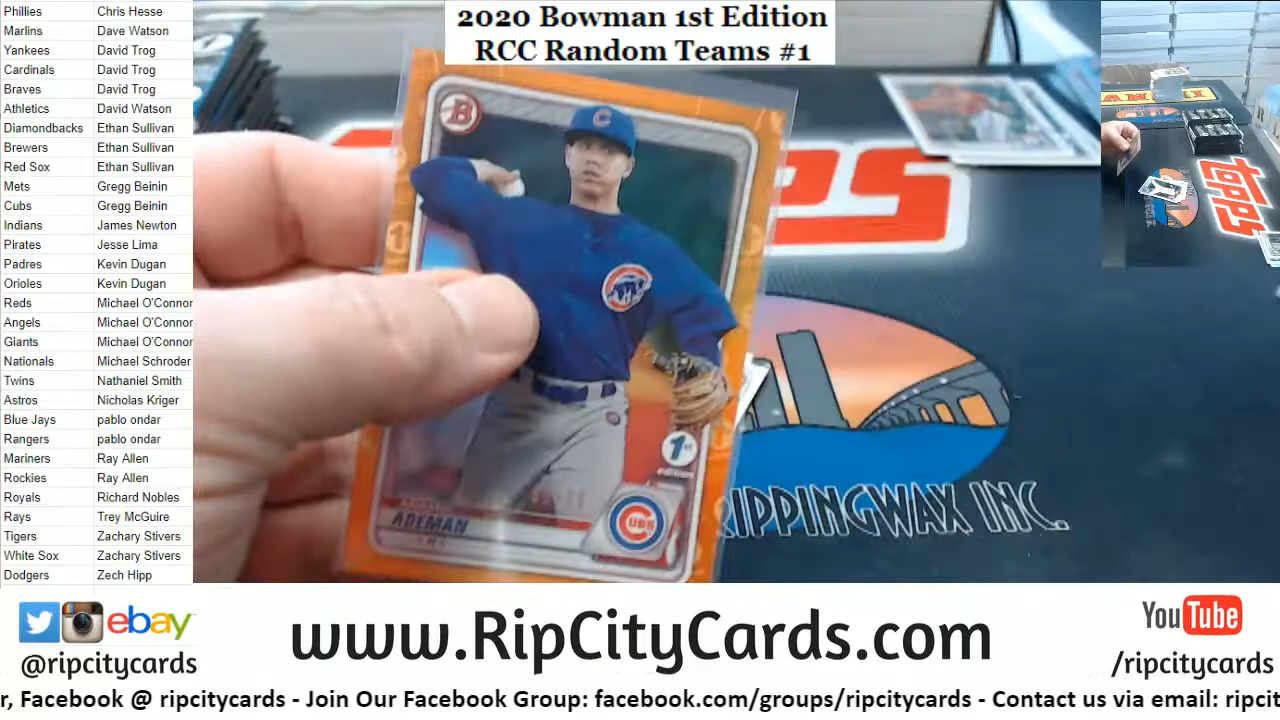 2020 Bowman 1st Edition
RCC Random Teams #1
Phillies Chris Hesse
Marlins Dave Watson
Yankees David Trog
Cardinals David Trog
Braves David Trog
Athletics David Watson
Diamondbacks Ethan Sullivan
Brewers Ethan Sullivan
Red Sox Ethan Sullivan
Mets Gregg Beinin
Cubs Gregg Beinin
Indians James Newton
Pirates Jesse Lima
Padres Kevin Dugan
Orioles Kevin Dugan
Reds Michael O'Connor
Angels Michael O'Connor
Giants Michael O'Connor
Nationals Michael Schroder
Twins Nathaniel Smith
Astros Nicholas Kriger
Blue Jays pablo ondar
Rangers pablo ondar
Mariners Ray Allen
Rockies Ray Allen
Royals Richard Nobles
Rays Trey McGuire
Tigers Zachary Stivers
White Sox Zachary Stivers
Dodgers Zech Hipp
B
C
1st
edition
ADEMAN
CUBS
PS
RIPPINGWAX INC.
TOPPS
ebay
@ripcitycards
www.RipCityCards.com
YouTube
/ripcitycards
r, Facebook @ ripcitycards - Join Our Facebook Group: facebook.com/groups/ripcitycards - Contact us via email: ripcit